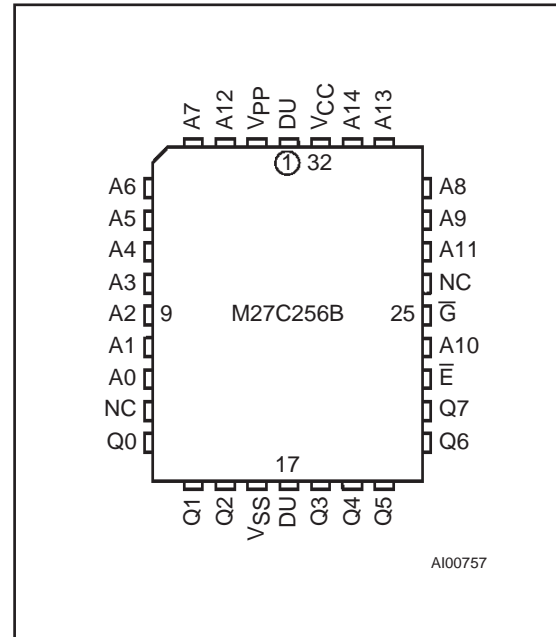 A7 A12 VPP DU VCC A14 A13
1 32
A6 A8
A5 A9
A4 A11
A3 NC
A2 9 M27C256B 25 G̅
A1 A10
A0 E̅
NC Q7
Q0 Q6
17
Q1 Q2 VSS DU Q3 Q4 Q5
AI00757